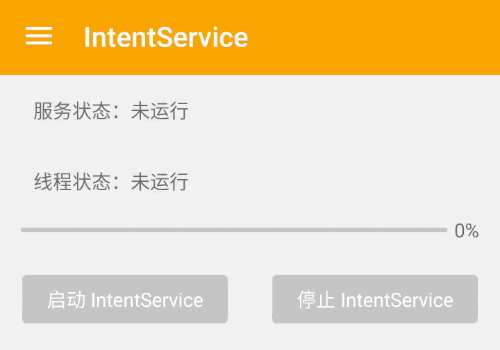 IntentService
服务状态：未运行
线程状态：未运行
0%
启动 IntentService
停止 IntentService